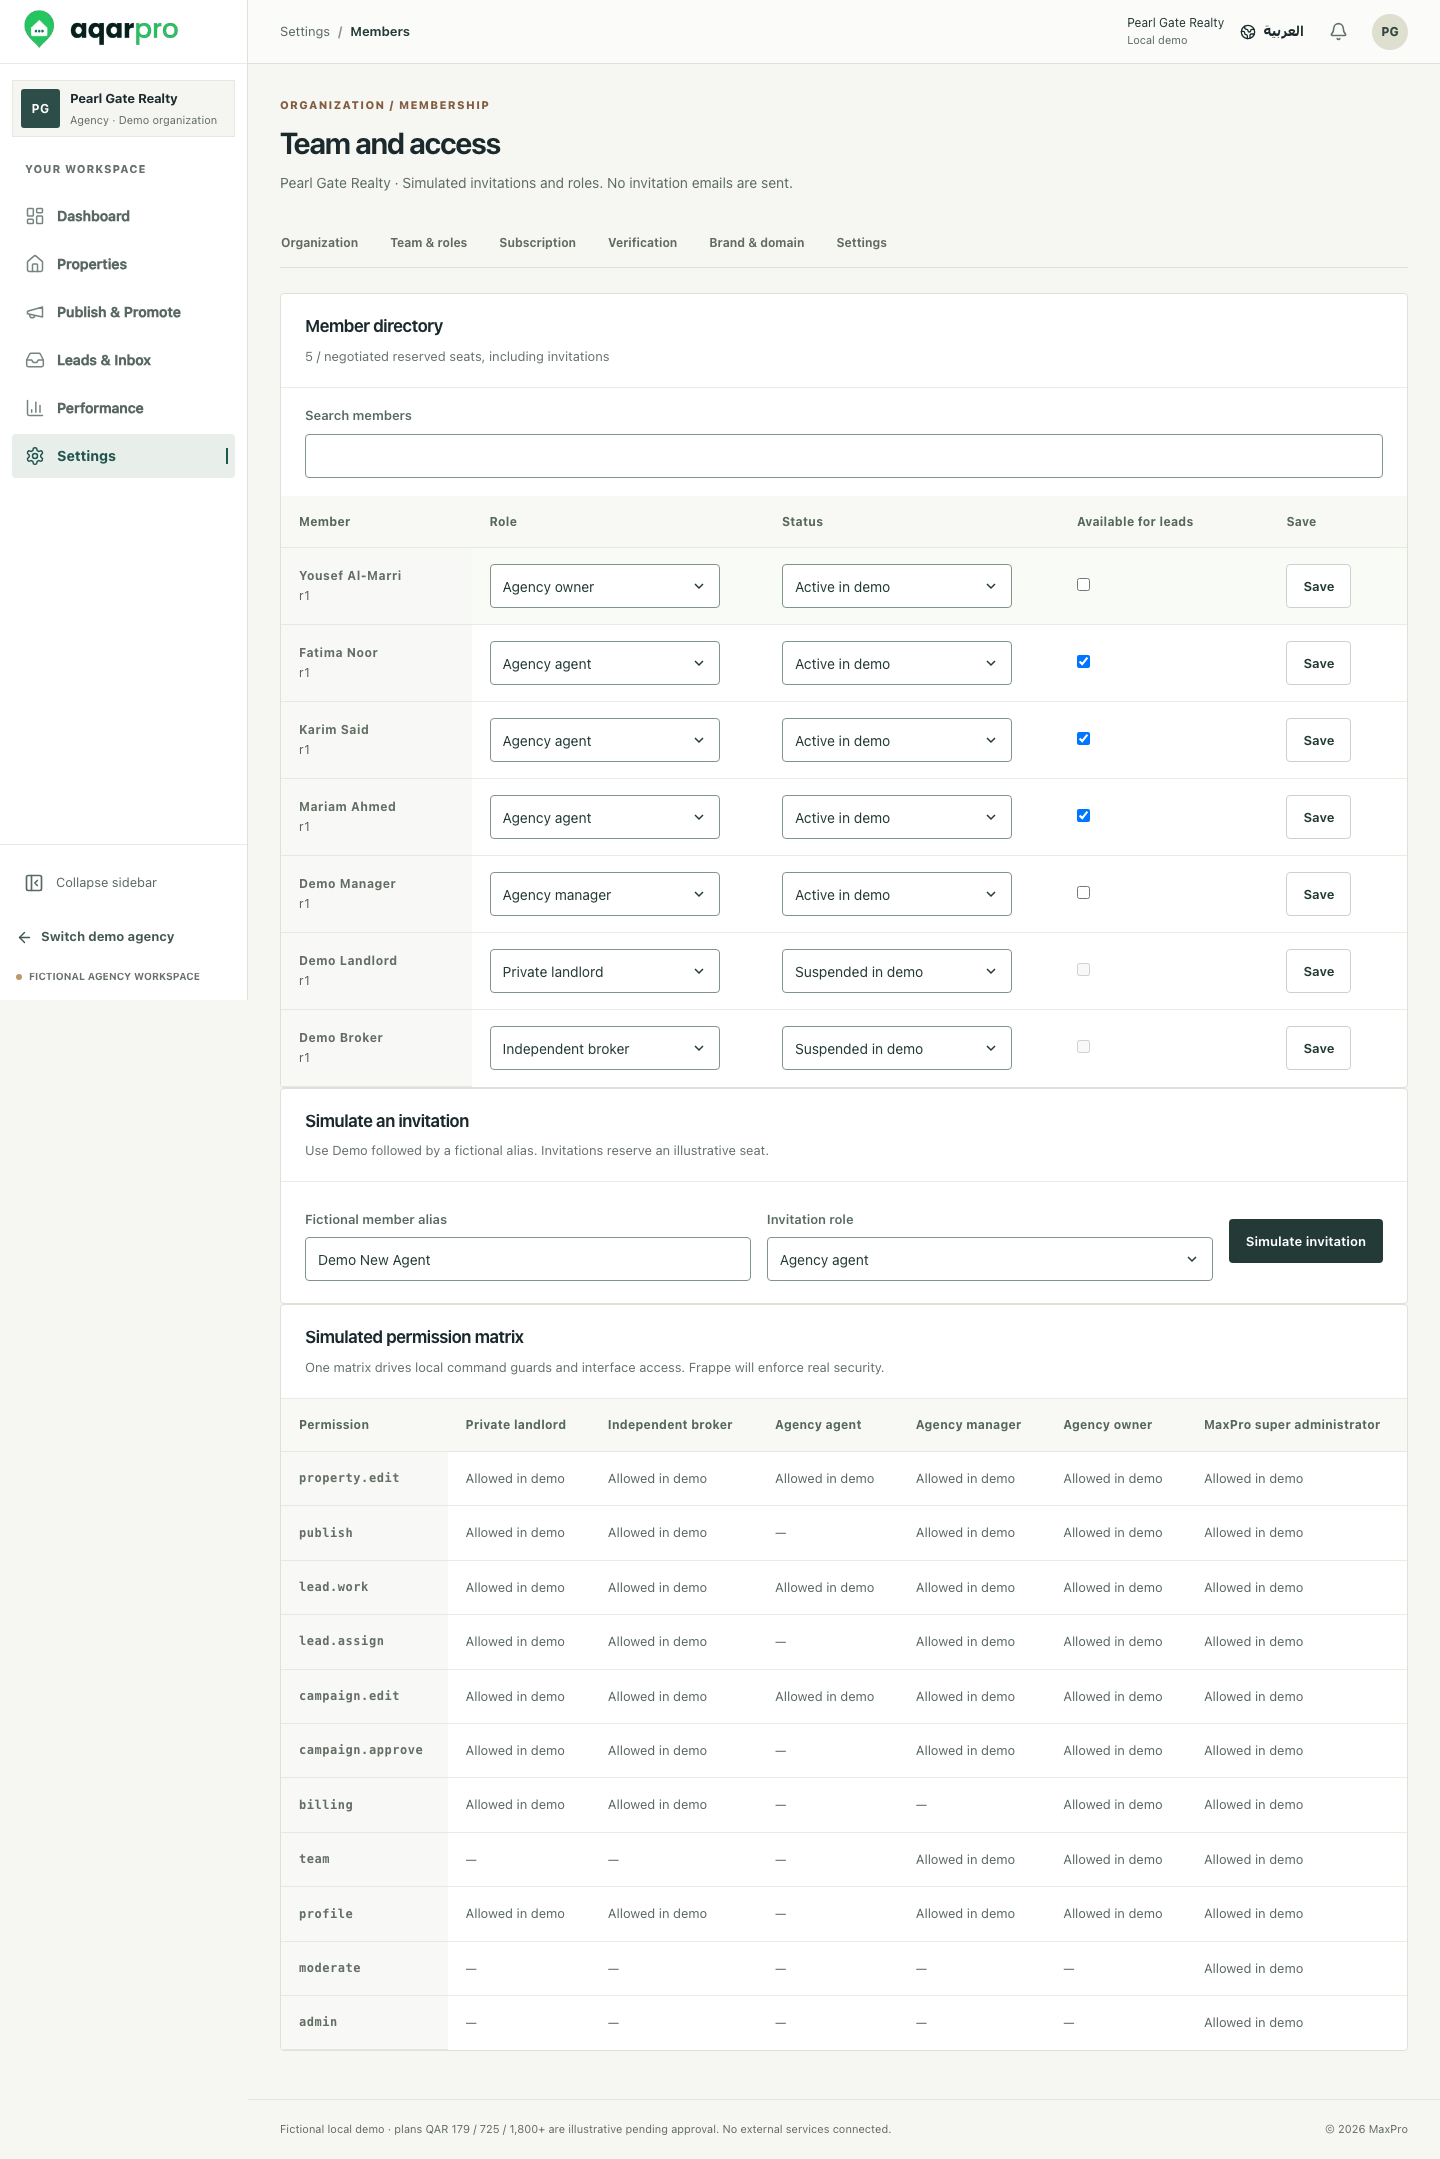 aqarpro
Settings / Members
Pearl Gate Realty
Local demo
العربية
PG
PG
Pearl Gate Realty
Agency · Demo organization
YOUR WORKSPACE
Dashboard
Properties
Publish & Promote
Leads & Inbox
Performance
Settings
Collapse sidebar
Switch demo agency
FICTIONAL AGENCY WORKSPACE
ORGANIZATION / MEMBERSHIP
Team and access
Pearl Gate Realty · Simulated invitations and roles. No invitation emails are sent.
Organization Team & roles Subscription Verification Brand & domain Settings
Member directory
5 / negotiated reserved seats, including invitations
Search members
Member Role Status Available for leads Save
Yousef Al-Marri
r1
Agency owner Active in demo Save
Fatima Noor
r1
Agency agent Active in demo Save
Karim Said
r1
Agency agent Active in demo Save
Mariam Ahmed
r1
Agency agent Active in demo Save
Demo Manager
r1
Agency manager Active in demo Save
Demo Landlord
r1
Private landlord Suspended in demo Save
Demo Broker
r1
Independent broker Suspended in demo Save
Simulate an invitation
Use Demo followed by a fictional alias. Invitations reserve an illustrative seat.
Fictional member alias Invitation role
Demo New Agent Agency agent Simulate invitation
Simulated permission matrix
One matrix drives local command guards and interface access. Frappe will enforce real security.
Permission Private landlord Independent broker Agency agent Agency manager Agency owner MaxPro super administrator
property.edit Allowed in demo Allowed in demo Allowed in demo Allowed in demo Allowed in demo Allowed in demo
publish Allowed in demo Allowed in demo — Allowed in demo Allowed in demo Allowed in demo
lead.work Allowed in demo Allowed in demo Allowed in demo Allowed in demo Allowed in demo Allowed in demo
lead.assign Allowed in demo Allowed in demo — Allowed in demo Allowed in demo Allowed in demo
campaign.edit Allowed in demo Allowed in demo Allowed in demo Allowed in demo Allowed in demo Allowed in demo
campaign.approve Allowed in demo Allowed in demo — Allowed in demo Allowed in demo Allowed in demo
billing Allowed in demo Allowed in demo — — Allowed in demo Allowed in demo
team — — — Allowed in demo Allowed in demo Allowed in demo
profile Allowed in demo Allowed in demo — Allowed in demo Allowed in demo Allowed in demo
moderate — — — — — Allowed in demo
admin — — — — — Allowed in demo
Fictional local demo · plans QAR 179 / 725 / 1,800+ are illustrative pending approval. No external services connected.
© 2026 MaxPro